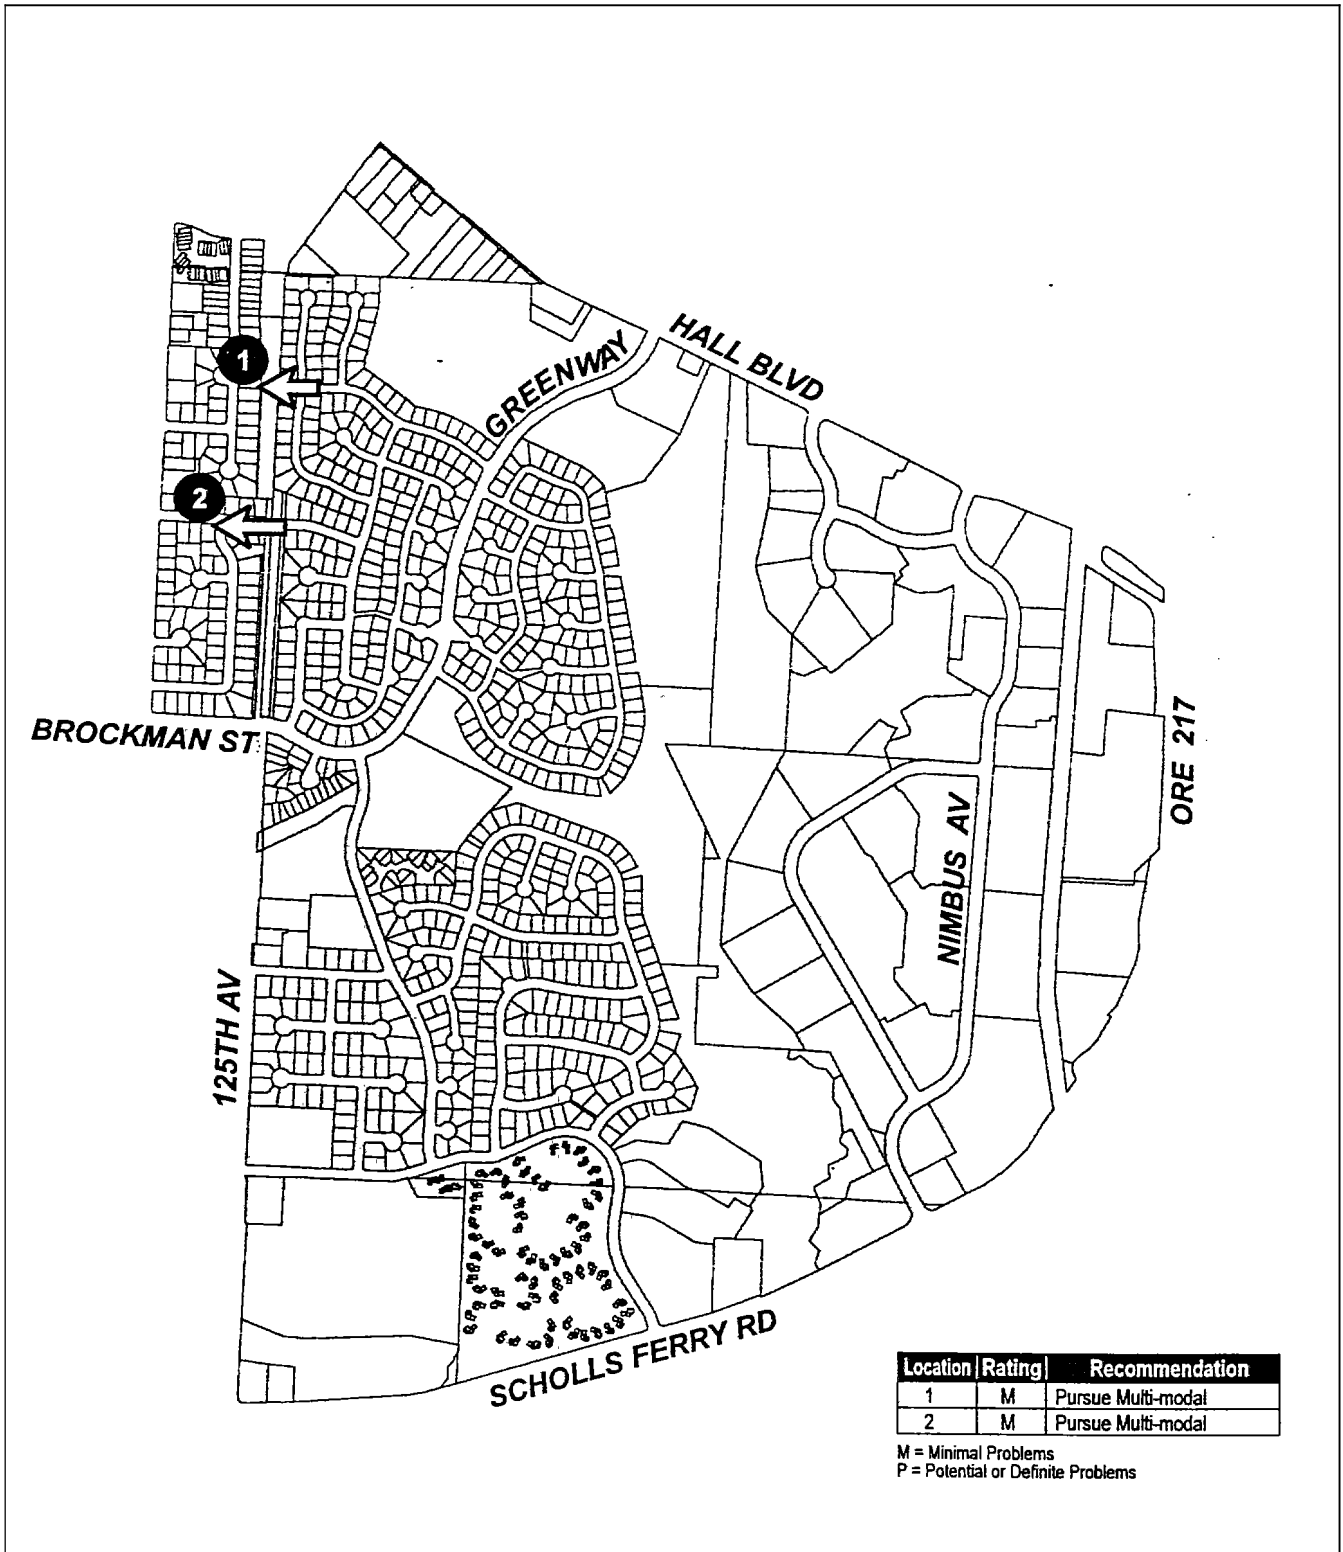 1
2
GREENWAY
HALL BLVD
BROCKMAN ST
ORE 217
NIMBUS AV
125TH AV
SCHOLLS FERRY RD
Location Rating Recommendation
1 M Pursue Multi-modal
2 M Pursue Multi-modal
M = Minimal Problems
P = Potential or Definite Problems